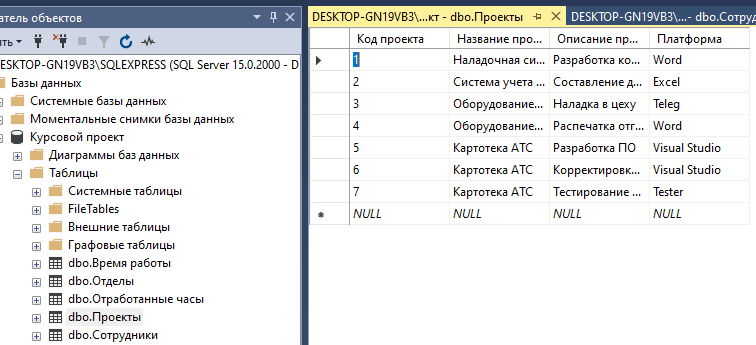 атель объектов
ить
ESKTOP-GN19VB3\SQLEXPRESS (SQL Server 15.0.2000 - D
Базы данных
Системные базы данных
Моментальные снимки базы данных
Курсовой проект
Диаграммы баз данных
Таблицы
Системные таблицы
FileTables
Внешние таблицы
Графовые таблицы
dbo.Время работы
dbo.Отделы
dbo.Отработанные часы
dbo.Проекты
dbo.Сотрудники
DESKTOP-GN19VB3\...кт - dbo.Проекты
DESKTOP-GN19VB3\...- dbo.Сотруд
Код проекта Название про... Описание пр... Платформа
1 Наладочная си... Разработка ко... Word
2 Система учета ... Составление д... Excel
3 Оборудование... Наладка в цеху Teleg
4 Оборудование... Распечатка отг... Word
5 Картотека АТС Разработка ПО Visual Studio
6 Картотека АТС Корректировк... Visual Studio
7 Картотека АТС Тестирование ... Tester
NULL NULL NULL NULL